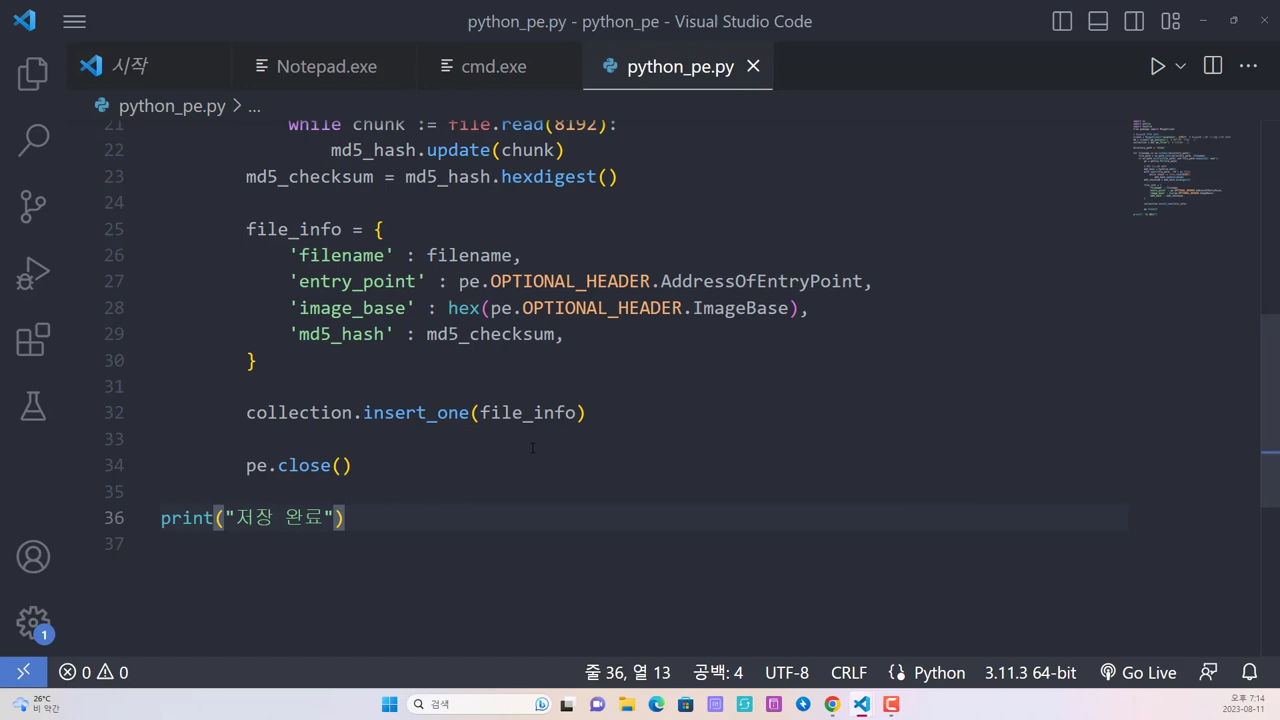 python_pe.py - python_pe - Visual Studio Code
시작
Notepad.exe
cmd.exe
python_pe.py
python_pe.py > ...
21 while chunk := file.read(8192):
22 md5_hash.update(chunk)
23 md5_checksum = md5_hash.hexdigest()
24
25 file_info = {
26 'filename' : filename,
27 'entry_point' : pe.OPTIONAL_HEADER.AddressOfEntryPoint,
28 'image_base' : hex(pe.OPTIONAL_HEADER.ImageBase),
29 'md5_hash' : md5_checksum,
30 }
31
32 collection.insert_one(file_info)
33
34 pe.close()
35
36 print("저장 완료")
37
1
0 0 줄 36, 열 13 공백: 4 UTF-8 CRLF Python 3.11.3 64-bit Go Live
26°C
비 약간
검색
오후 7:14
2023-08-11